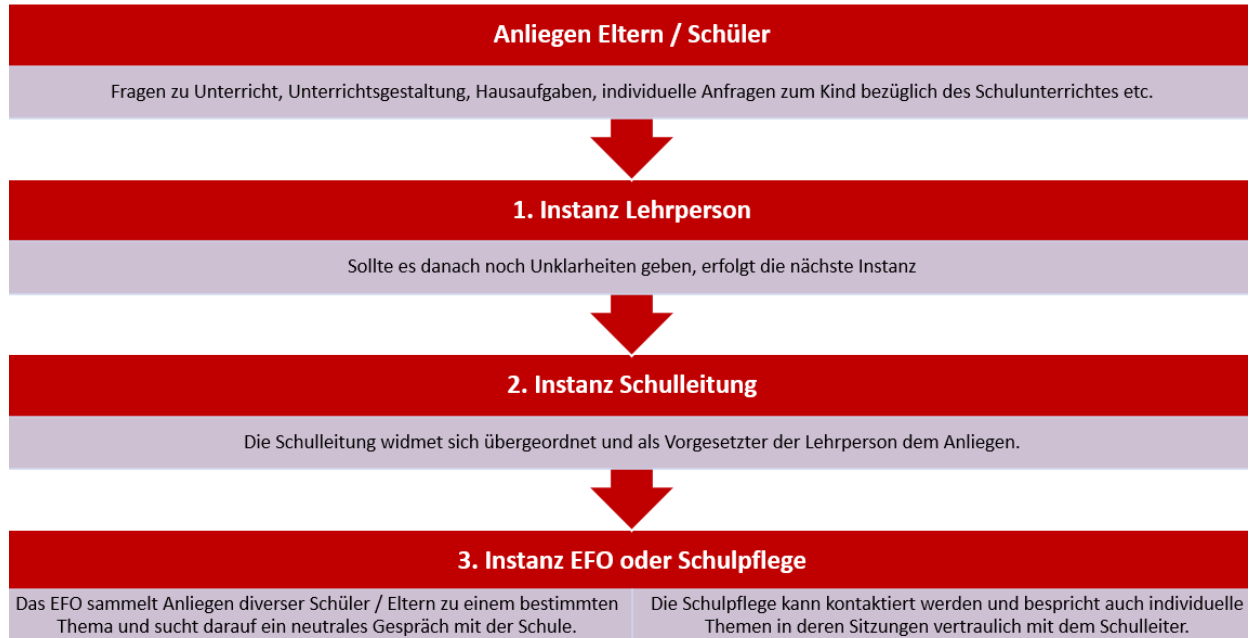 Anliegen Eltern / Schüler
Fragen zu Unterricht, Unterrichtsgestaltung, Hausaufgaben, individuelle Anfragen zum Kind bezüglich des Schulunterrichtes etc.
1. Instanz Lehrperson
Sollte es danach noch Unklarheiten geben, erfolgt die nächste Instanz
2. Instanz Schulleitung
Die Schulleitung widmet sich übergeordnet und als Vorgesetzter der Lehrperson dem Anliegen.
3. Instanz EFO oder Schulpflege
Das EFO sammelt Anliegen diverser Schüler / Eltern zu einem bestimmten
Thema und sucht darauf ein neutrales Gespräch mit der Schule.
Die Schulpflege kann kontaktiert werden und bespricht auch individuelle
Themen in deren Sitzungen vertraulich mit dem Schulleiter.